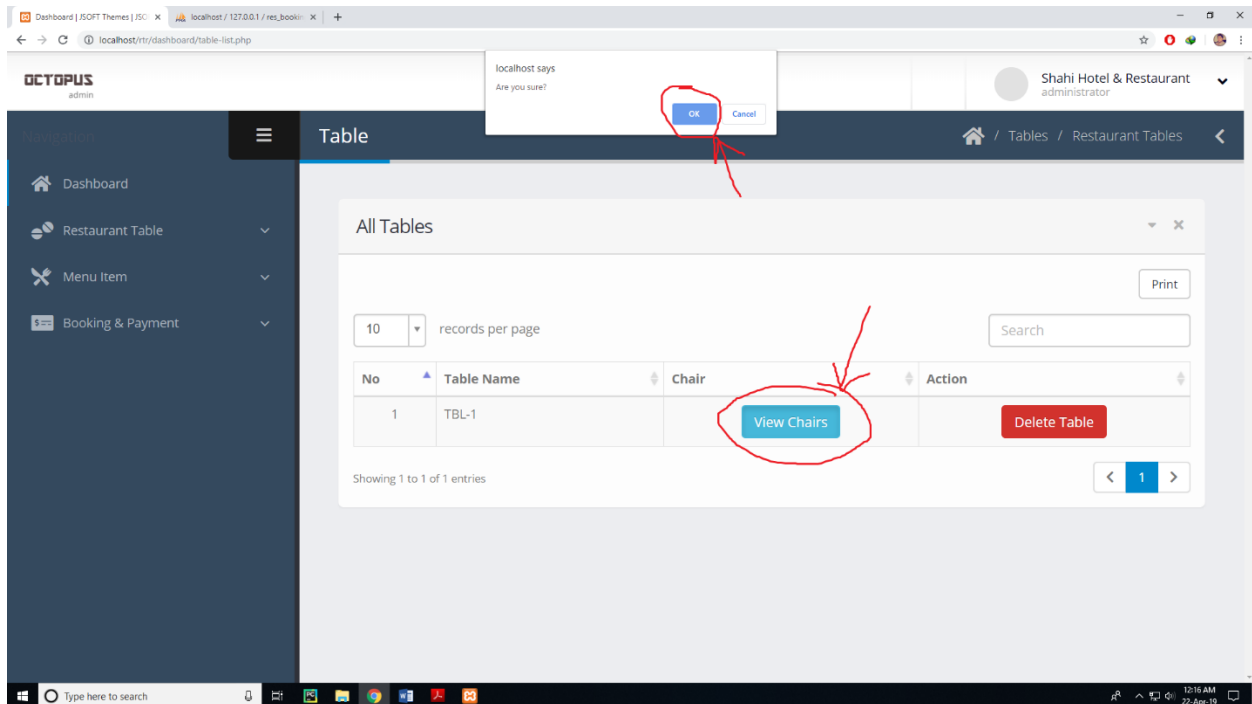 Dashboard | JSOFT Themes | JSO
localhost / 127.0.0.1 / res_bookin
localhost/rtr/dashboard/table-list.php
localhost says
Are you sure?
OK
Cancel
OCTOPUS
admin
Shahi Hotel & Restaurant
administrator
Navigation
Table
/ Tables / Restaurant Tables
Dashboard
Restaurant Table
Menu Item
Booking & Payment
All Tables
Print
10 records per page
Search
No Table Name Chair Action
1 TBL-1 View Chairs Delete Table
Showing 1 to 1 of 1 entries
1
Type here to search
12:16 AM
22-Apr-19